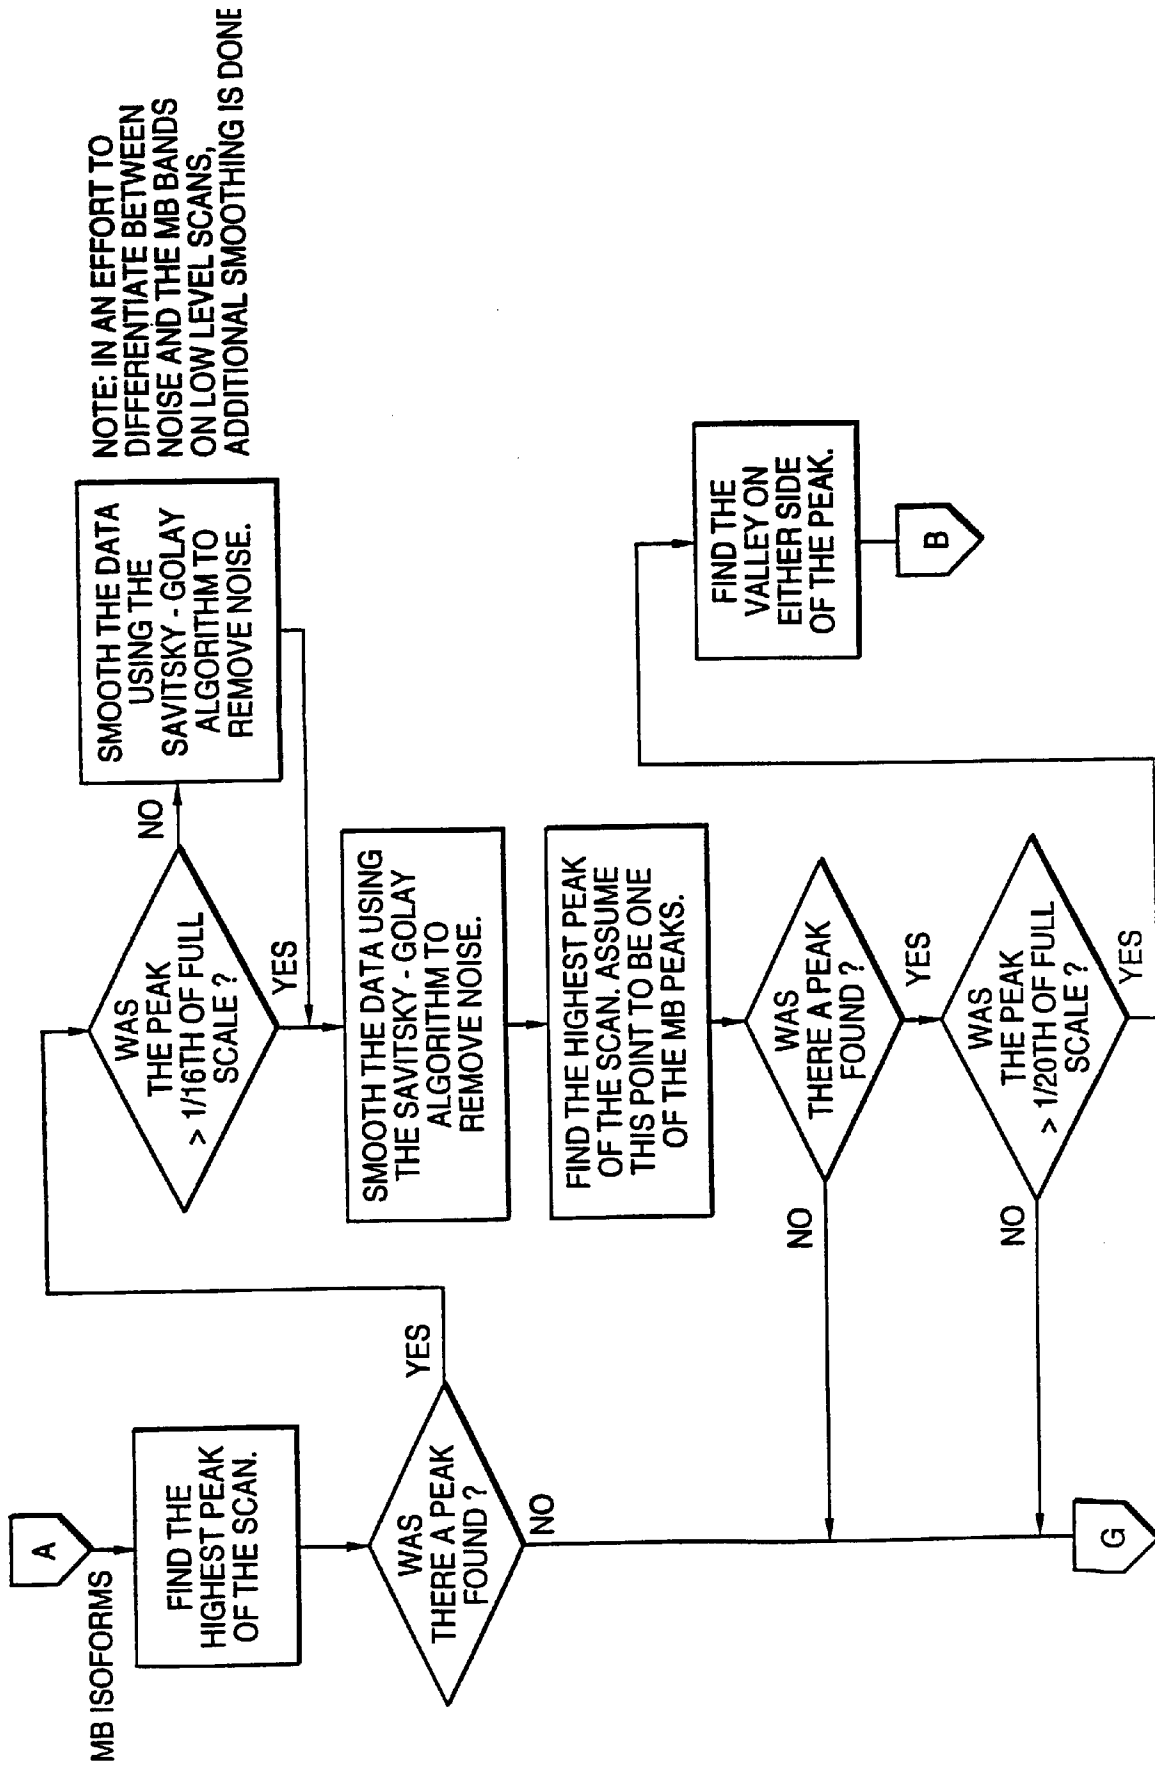 A
MB ISOFORMS
FIND THE
HIGHEST PEAK
OF THE SCAN.
WAS
THERE A PEAK
FOUND ?
YES
NO
G
WAS
THE PEAK
> 1/16TH OF FULL
SCALE ?
NO
YES
SMOOTH THE DATA
USING THE
SAVITSKY - GOLAY
ALGORITHM TO
REMOVE NOISE.
NOTE: IN AN EFFORT TO
DIFFERENTIATE BETWEEN
NOISE AND THE MB BANDS
ON LOW LEVEL SCANS,
ADDITIONAL SMOOTHING IS DONE
SMOOTH THE DATA USING
THE SAVITSKY - GOLAY
ALGORITHM TO
REMOVE NOISE.
FIND THE HIGHEST PEAK
OF THE SCAN. ASSUME
THIS POINT TO BE ONE
OF THE MB PEAKS.
WAS
THERE A PEAK
FOUND ?
NO
YES
WAS
THE PEAK
> 1/20TH OF FULL
SCALE ?
NO
YES
FIND THE
VALLEY ON
EITHER SIDE
OF THE PEAK.
B